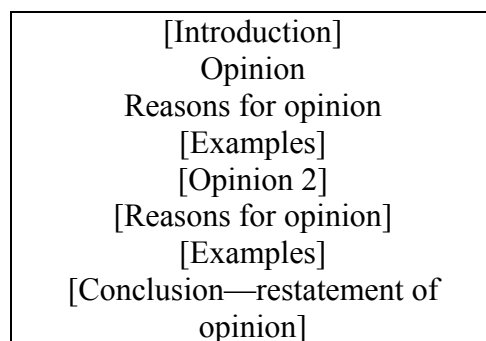 [Introduction]
Opinion
Reasons for opinion
[Examples]
[Opinion 2]
[Reasons for opinion]
[Examples]
[Conclusion—restatement of
opinion]